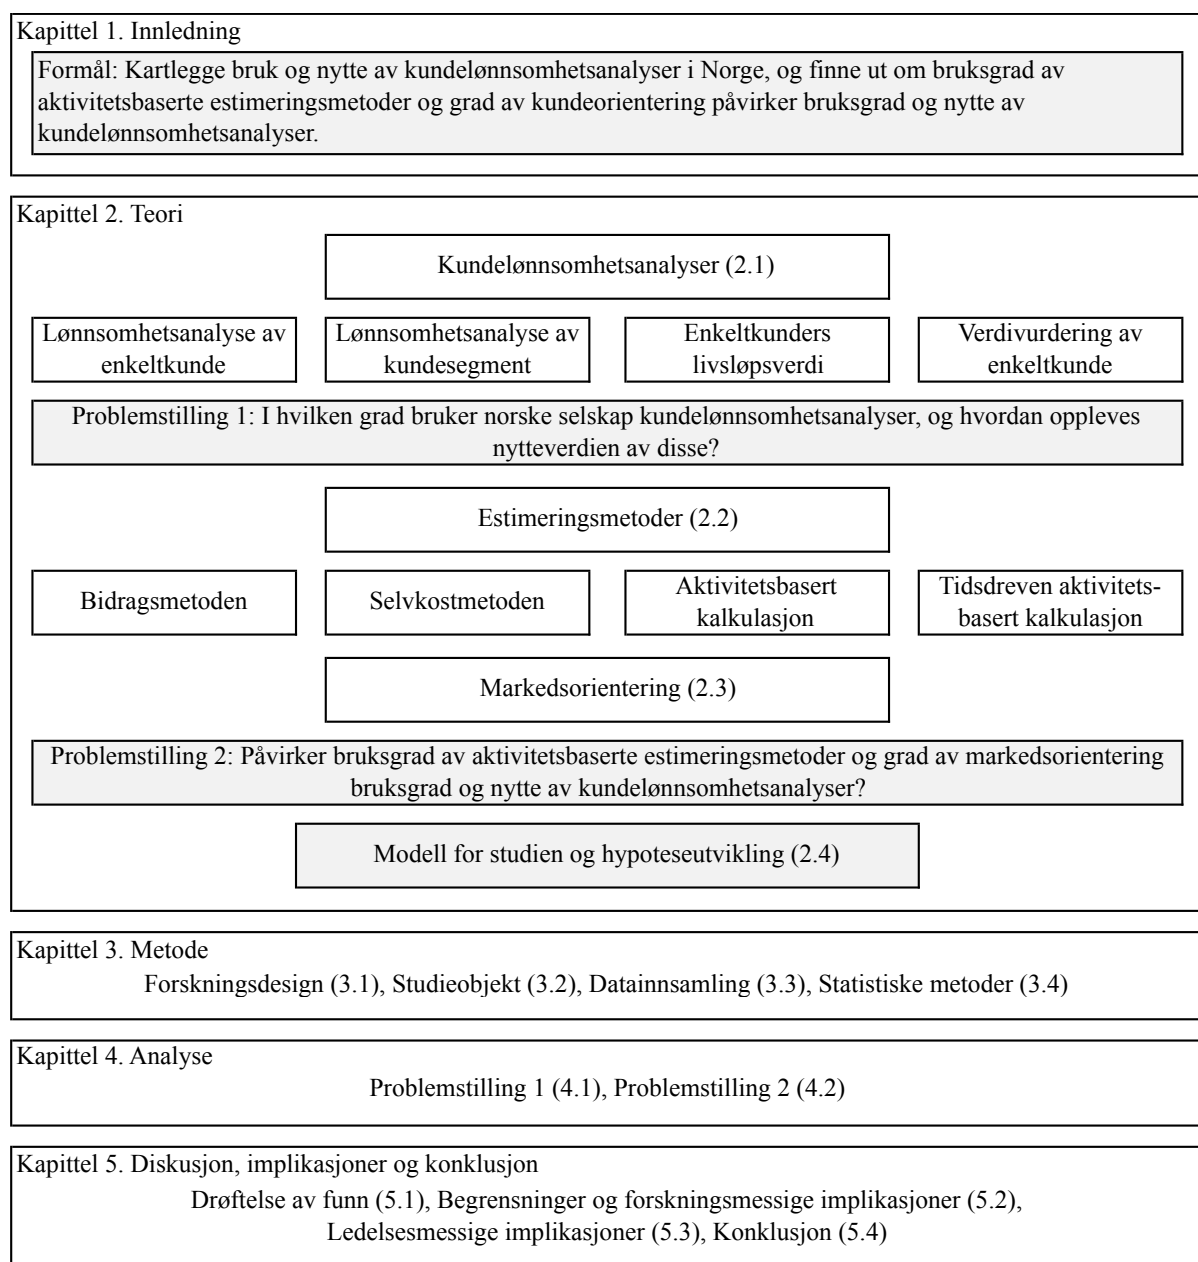 Kapittel 1. Innledning
Formål: Kartlegge bruk og nytte av kundelønnsomhetsanalyser i Norge, og finne ut om bruksgrad av
aktivitetsbaserte estimeringsmetoder og grad av kundeorientering påvirker bruksgrad og nytte av
kundelønnsomhetsanalyser.
Kapittel 2. Teori
Kundelønnsomhetsanalyser (2.1)
Lønnsomhetsanalyse av
enkeltkunde
Lønnsomhetsanalyse av
kundesegment
Enkeltkunders
livsløpsverdi
Verdivurdering av
enkeltkunde
Problemstilling 1: I hvilken grad bruker norske selskap kundelønnsomhetsanalyser, og hvordan oppleves
nytteverdien av disse?
Estimeringsmetoder (2.2)
Bidragsmetoden
Selvkostmetoden
Aktivitetsbasert
kalkulasjon
Tidsdreven aktivitets-
basert kalkulasjon
Markedsorientering (2.3)
Problemstilling 2: Påvirker bruksgrad av aktivitetsbaserte estimeringsmetoder og grad av markedsorientering
bruksgrad og nytte av kundelønnsomhetsanalyser?
Modell for studien og hypoteseutvikling (2.4)
Kapittel 3. Metode
Forskningsdesign (3.1), Studieobjekt (3.2), Datainnsamling (3.3), Statistiske metoder (3.4)
Kapittel 4. Analyse
Problemstilling 1 (4.1), Problemstilling 2 (4.2)
Kapittel 5. Diskusjon, implikasjoner og konklusjon
Drøftelse av funn (5.1), Begrensninger og forskningsmessige implikasjoner (5.2),
Ledelsesmessige implikasjoner (5.3), Konklusjon (5.4)